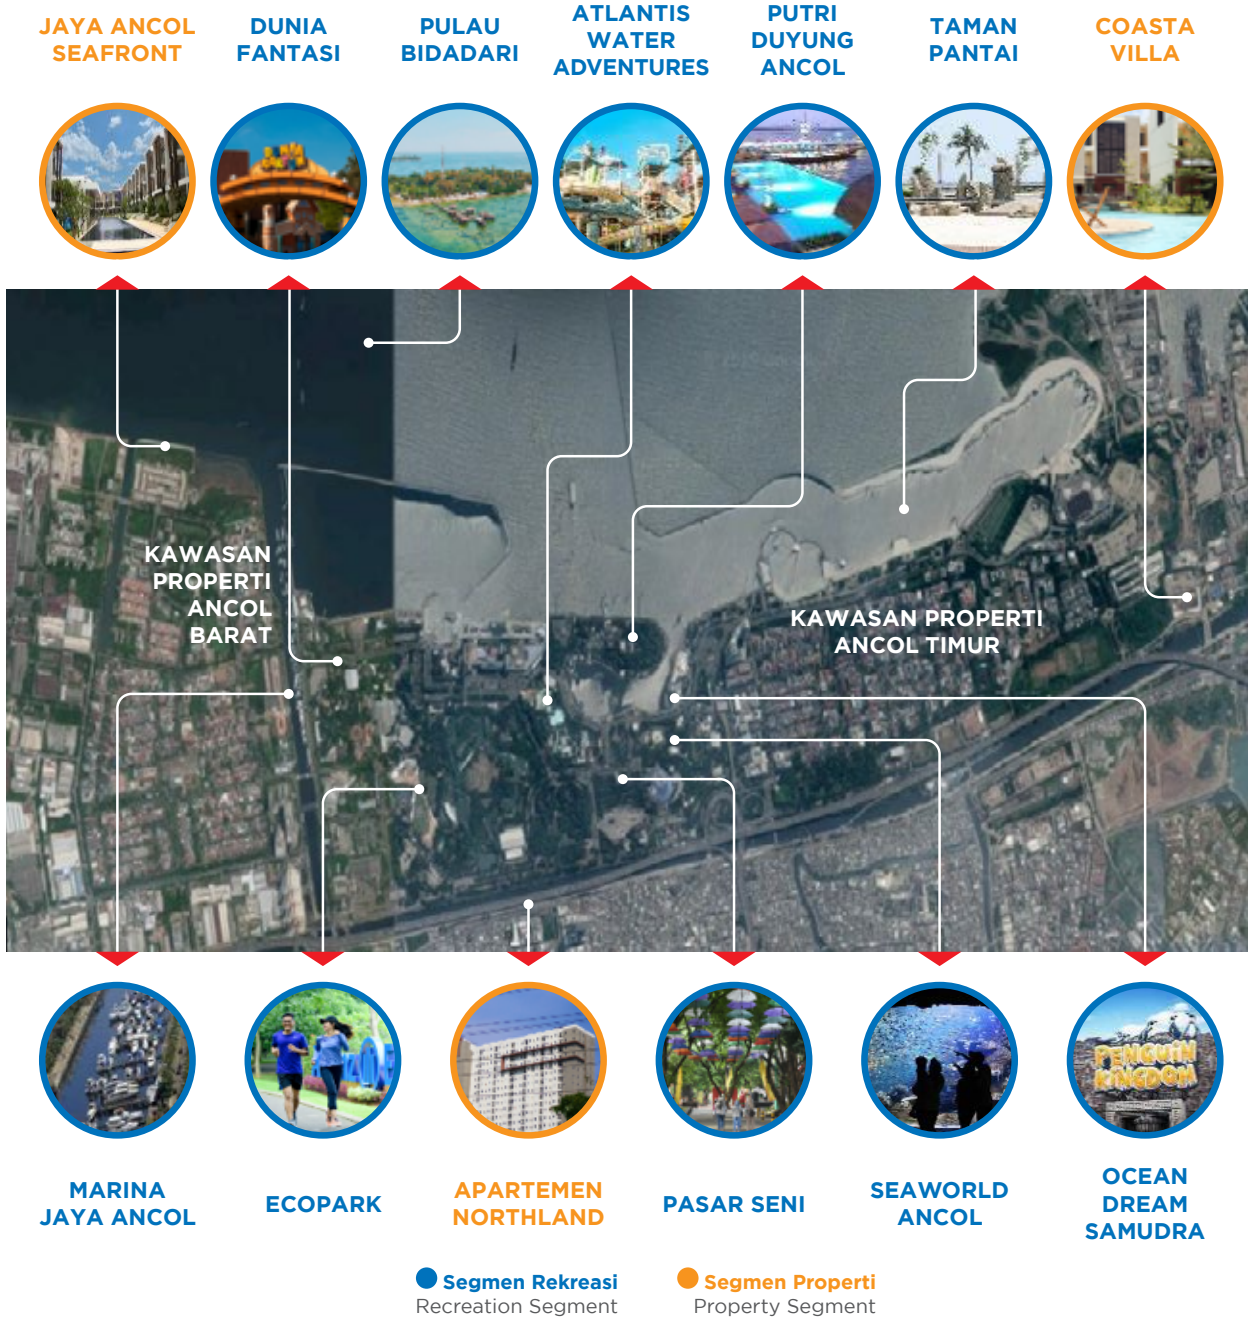 JAYA ANCOL
SEAFRONT
DUNIA
FANTASI
PULAU
BIDADARI
ATLANTIS
WATER
ADVENTURES
PUTRI
DUYUNG
ANCOL
TAMAN
PANTAI
COASTA
VILLA
KAWASAN
PROPERTI
ANCOL
BARAT
KAWASAN PROPERTI
ANCOL TIMUR
PENGUIN
KINGDOM
MARINA
JAYA ANCOL
ECOPARK
APARTEMEN
NORTHLAND
PASAR SENI
SEAWORLD
ANCOL
OCEAN
DREAM
SAMUDRA
Segmen Rekreasi
Recreation Segment
Segmen Properti
Property Segment